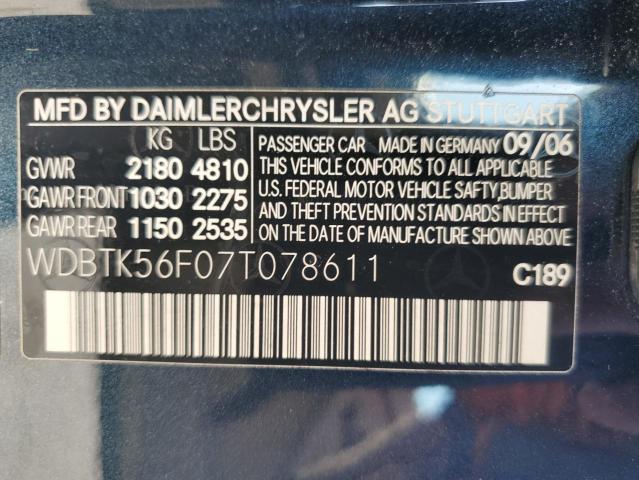 MFD BY DAIMLERCHRYSLER AG STUTTGART
KG LBS
GVWR 2180 4810
GAWR FRONT 1030 2275
GAWR REAR 1150 2535
PASSENGER CAR MADE IN GERMANY 09/06
THIS VEHICLE CONFORMS TO ALL APPLICABLE
U.S. FEDERAL MOTOR VEHICLE SAFTY,BUMPER
AND THEFT PREVENTION STANDARDS IN EFFECT
ON THE DATE OF MANUFACTURE SHOWN ABOVE
WDBTK56F07T078611
C189